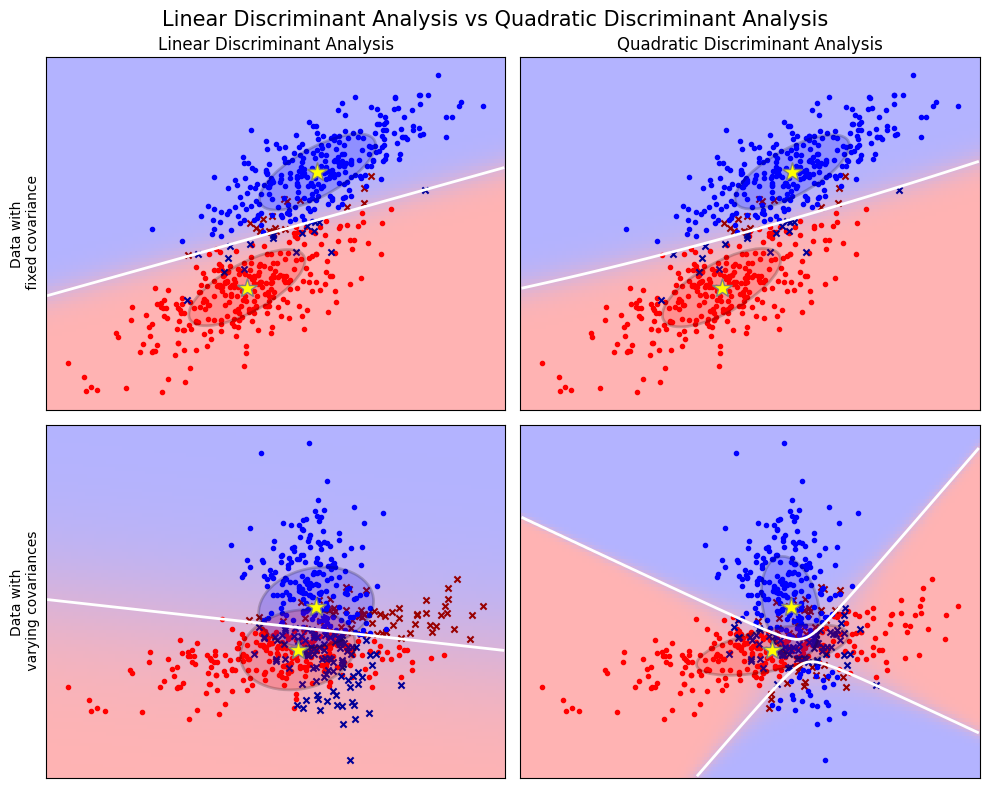 Linear Discriminant Analysis vs Quadratic Discriminant Analysis
Linear Discriminant Analysis
Quadratic Discriminant Analysis
Data with
fixed covariance
Data with
varying covariances